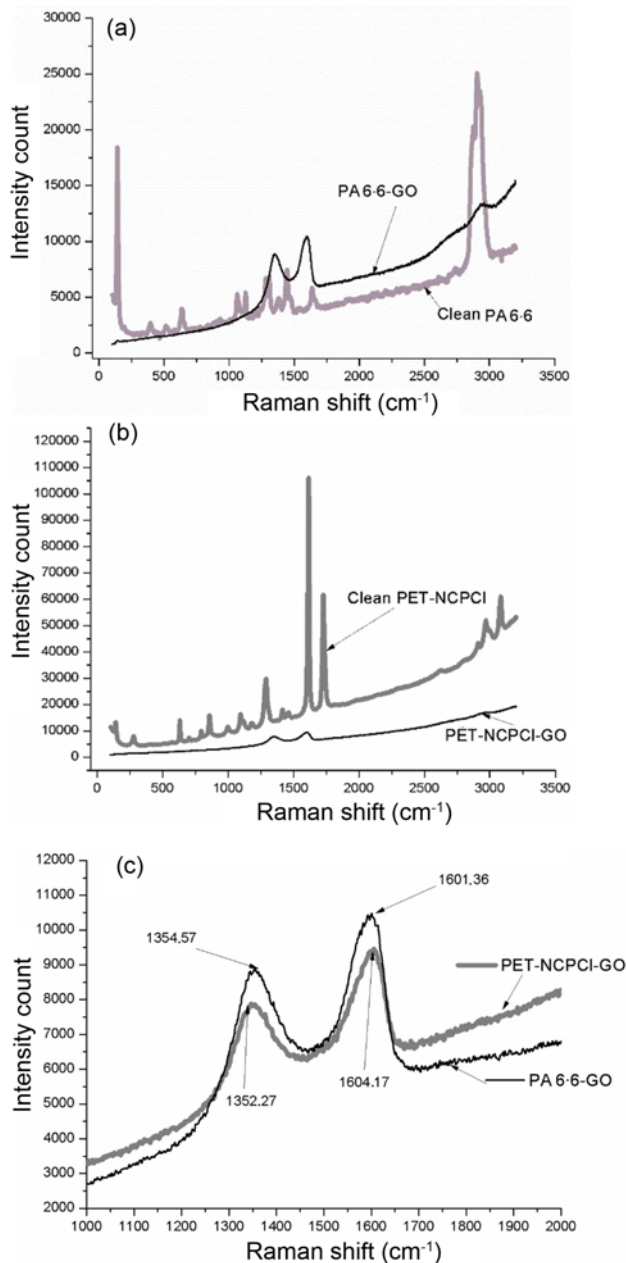 (a)
30000
25000
20000
15000
10000
5000
0
Intensity count
PA 6·6-GO
Clean PA 6·6
0 500 1000 1500 2000 2500 3000 3500
Raman shift (cm-1)
(b)
120000
110000
100000
90000
80000
70000
60000
50000
40000
30000
20000
10000
0
Intensity count
Clean PET-NCPCI
PET-NCPCI-GO
0 500 1000 1500 2000 2500 3000 3500
Raman shift (cm-1)
(c)
12000
11000
10000
9000
8000
7000
6000
5000
4000
3000
2000
Intensity count
1601,36
1354,57
PET-NCPCI-GO
1352.27
1604.17
PA 6·6-GO
1000 1100 1200 1300 1400 1500 1600 1700 1800 1900 2000
Raman shift (cm-1)